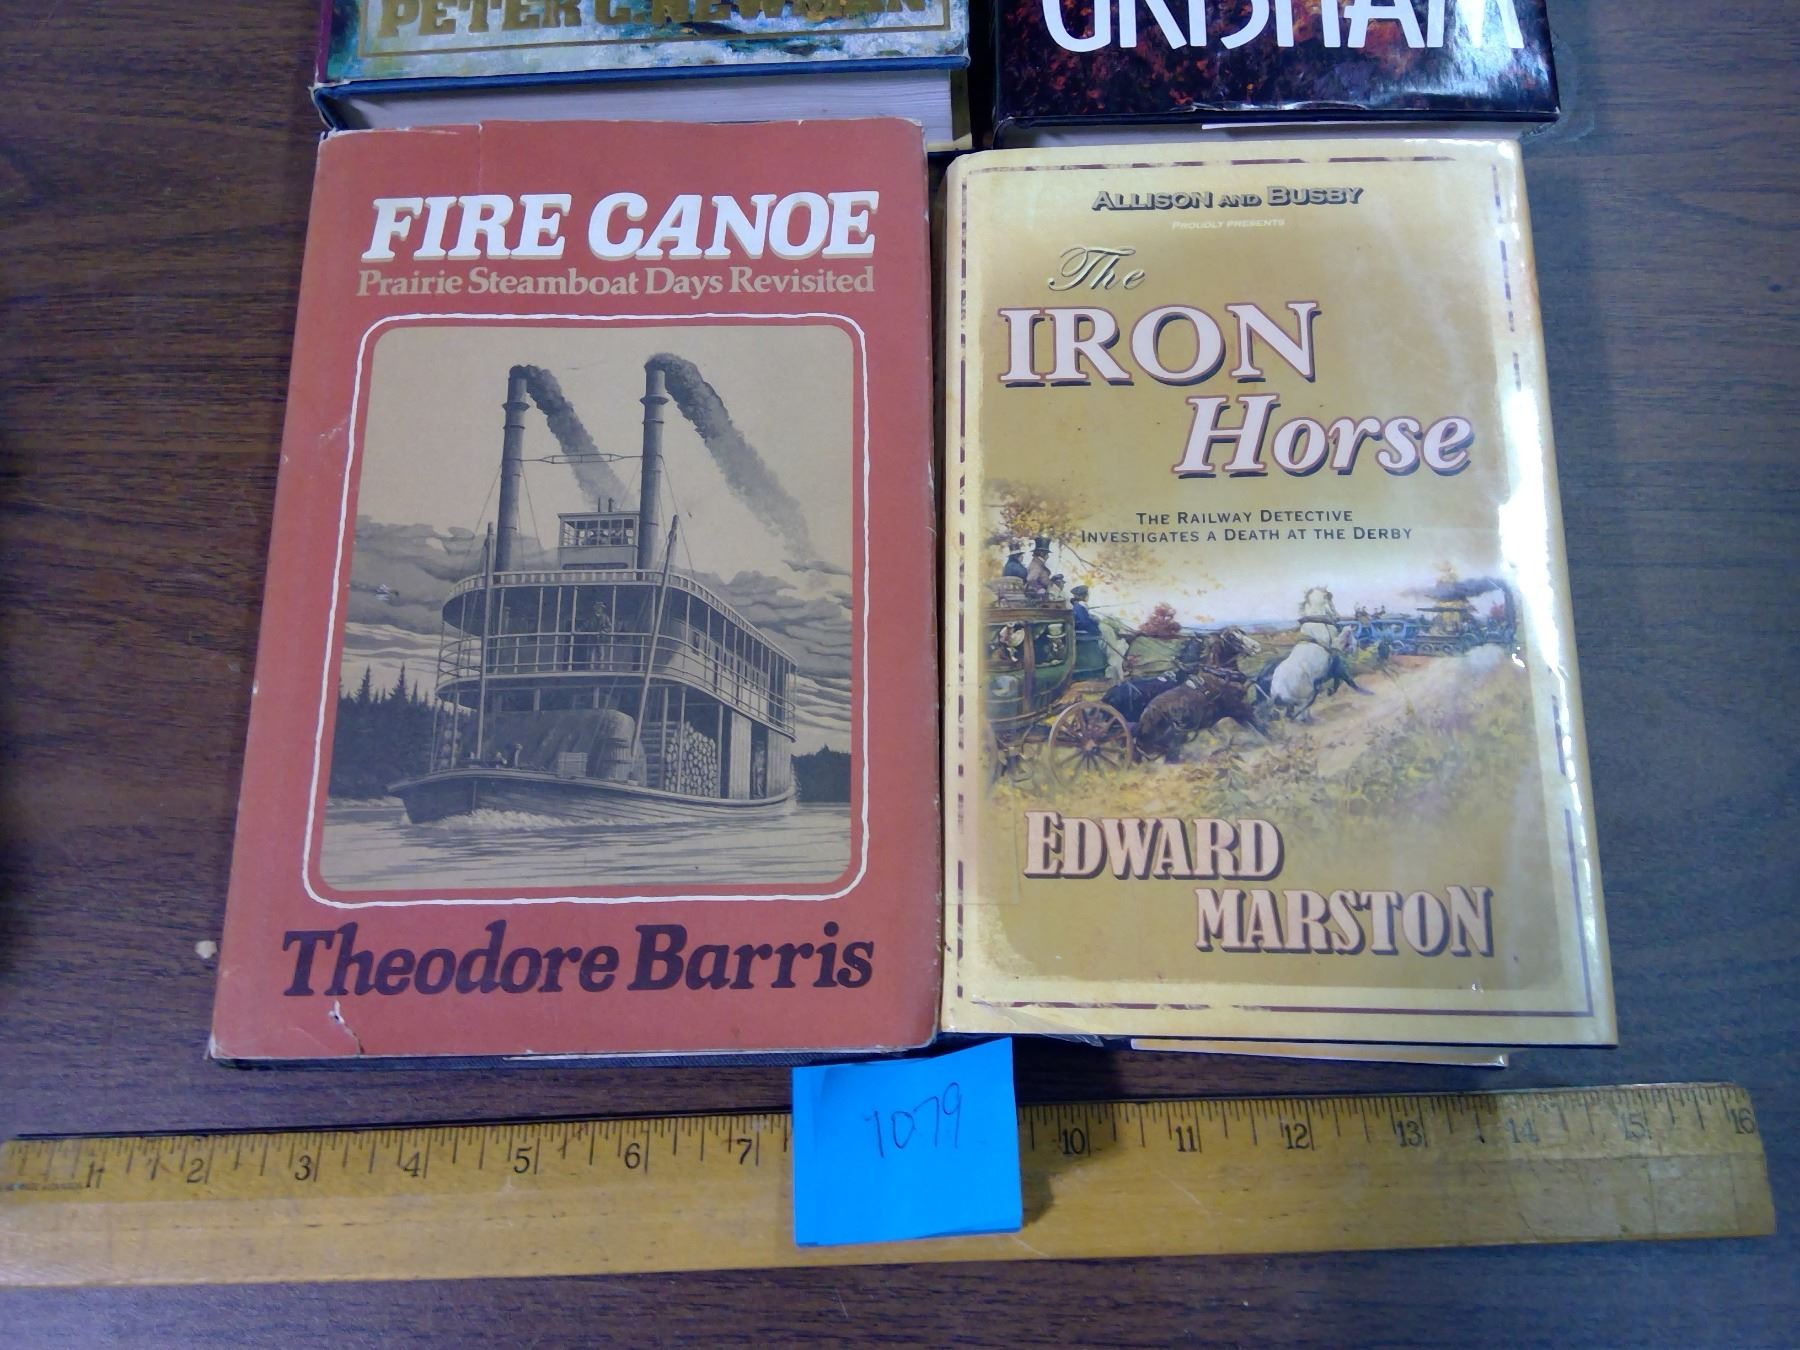 PETER C. NEWMAN
GRISHAM
FIRE CANOE
Prairie Steamboat Days Revisited
Theodore Barris
ALLISON AND BUSBY
PROUDLY PRESENTS
The
IRON
Horse
THE RAILWAY DETECTIVE
INVESTIGATES A DEATH AT THE DERBY
EDWARD
MARSTON
1079
1 2 3 4 5 6 7 10 11 12 13 14 15 16